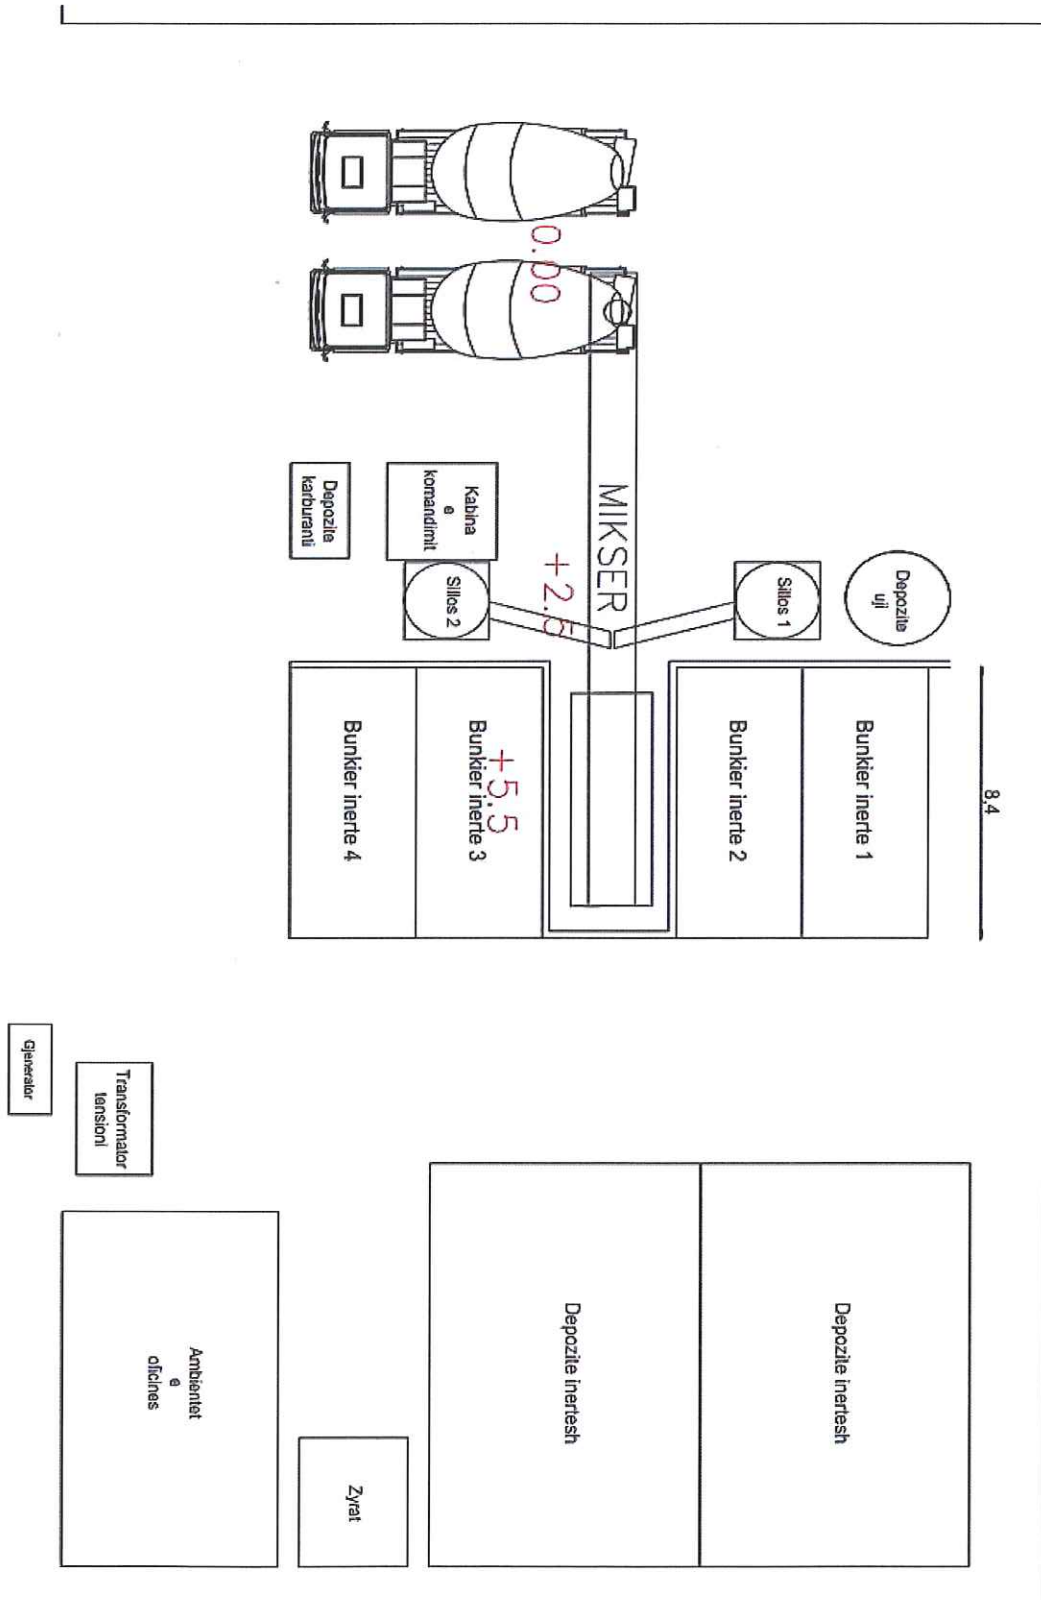 0.00
MIKSER
Depozite
karburanti
Kabina
e
komandimit
Sillos 2
+2.5
Sillos 1
Depozite
uji
Bunkier inerte 4
Bunkier inerte 3
+5.5
Bunkier inerte 2
Bunkier inerte 1
8,4
Gjenerator
Transformator
tensioni
Ambientet
e
oficines
Zyrat
Depozite inertesh
Depozite inertesh